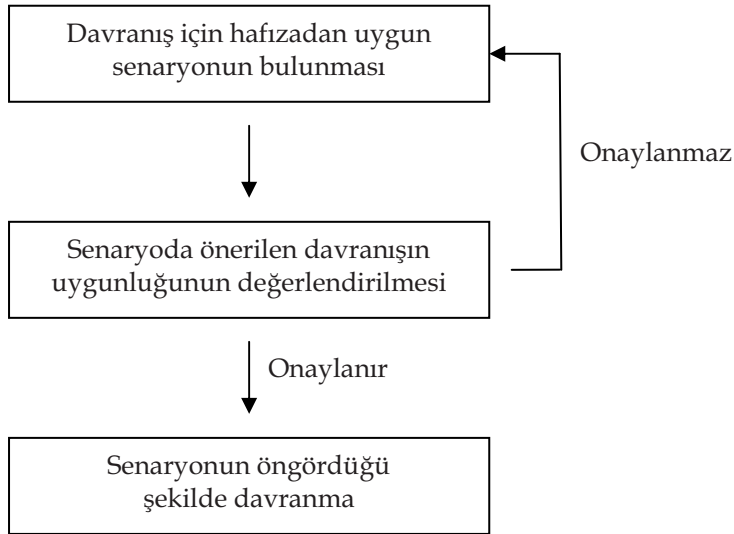 Davranış için hafızadan uygun
senaryonun bulunması
Onaylanmaz
Senaryoda önerilen davranışın
uygunluğunun değerlendirilmesi
Onaylanır
Senaryonun öngördüğü
şekilde davranma